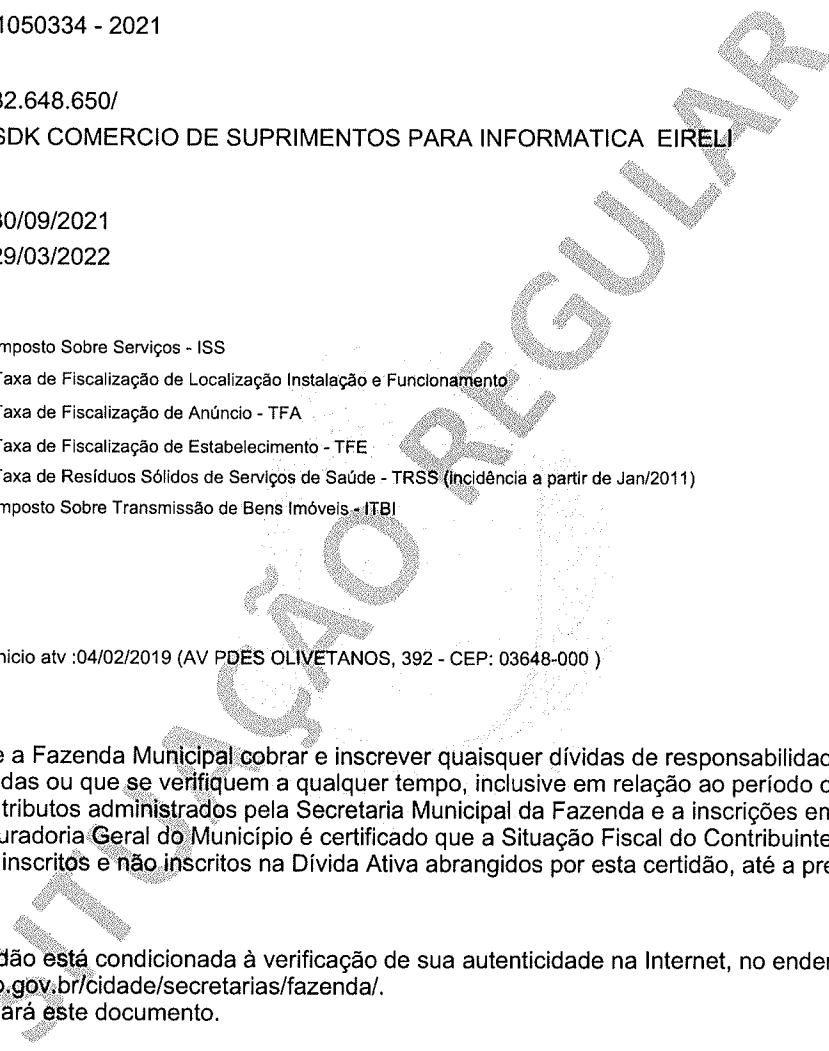 1050334 - 2021
32.648.650/
SDK COMERCIO DE SUPRIMENTOS PARA INFORMATICA EIRELI
30/09/2021
29/03/2022
mposto Sobre Serviços - ISS
Taxa de Fiscalização de Localização Instalação e Funcionamento
Taxa de Fiscalização de Anúncio - TFA
Taxa de Fiscalização de Estabelecimento - TFE
Taxa de Resíduos Sólidos de Serviços de Saúde - TRSS (incidência a partir de Jan/2011)
mposto Sobre Transmissão de Bens Imóveis - ITBI
nicio atv :04/02/2019 (AV PDES OLIVETANOS, 392 - CEP: 03648-000 )
e a Fazenda Municipal cobrar e inscrever quaisquer dívidas de responsabilidad
das ou que se verifiquem a qualquer tempo, inclusive em relação ao período
tributos administrados pela Secretaria Municipal da Fazenda e a inscrições em
uradoria Geral do Município é certificado que a Situação Fiscal do Contribuinte
inscritos e não inscritos na Dívida Ativa abrangidos por esta certidão, até a pre
dão está condicionada à verificação de sua autenticidade na Internet, no ender
o.gov.br/cidade/secretarias/fazenda/.
ará este documento.
SITUAÇÃO REGULAR